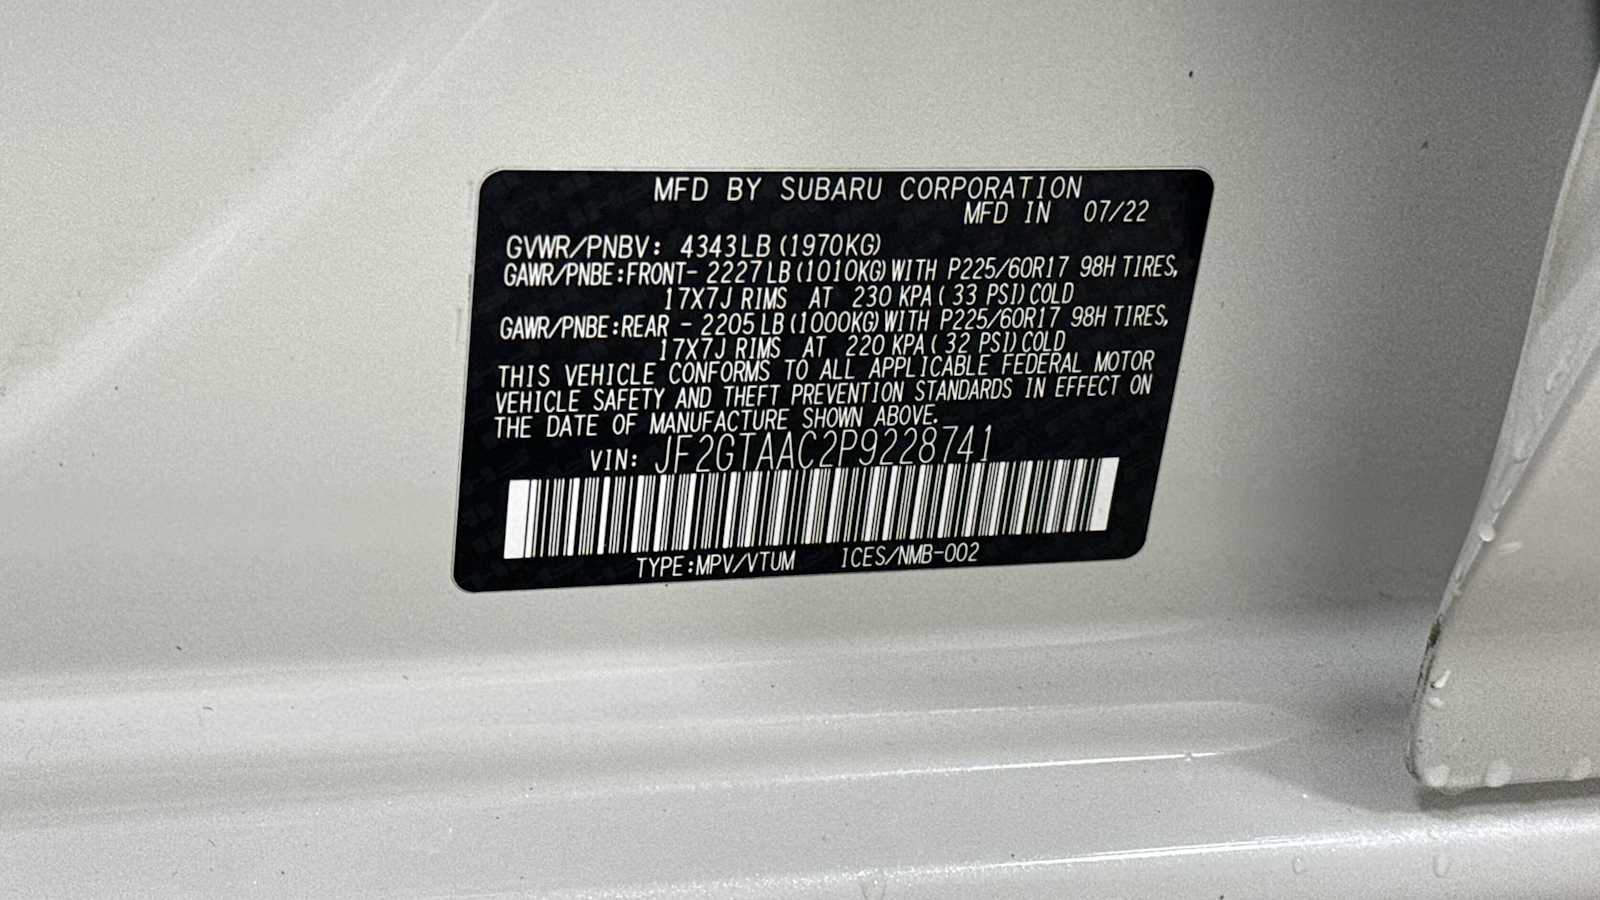 MFD BY SUBARU CORPORATION
MFD IN 07/22
GVWR/PNBV: 4343LB (1970KG)
GAWR/PNBE:FRONT- 2227LB (1010KG) WITH P225/60R17 98H TIRES,
17X7J RIMS AT 230 KPA( 33 PSI) COLD
GAWR/PNBE:REAR - 2205LB (1000KG) WITH P225/60R17 98H TIRES,
17X7J RIMS AT 220 KPA( 32 PSI) COLD
THIS VEHICLE CONFORMS TO ALL APPLICABLE FEDERAL MOTOR
VEHICLE SAFETY AND THEFT PREVENTION STANDARDS IN EFFECT ON
THE DATE OF MANUFACTURE SHOWN ABOVE.
VIN: JF2GTAAC2P9228741
TYPE:MPV/VTUM ICES/NMB-002